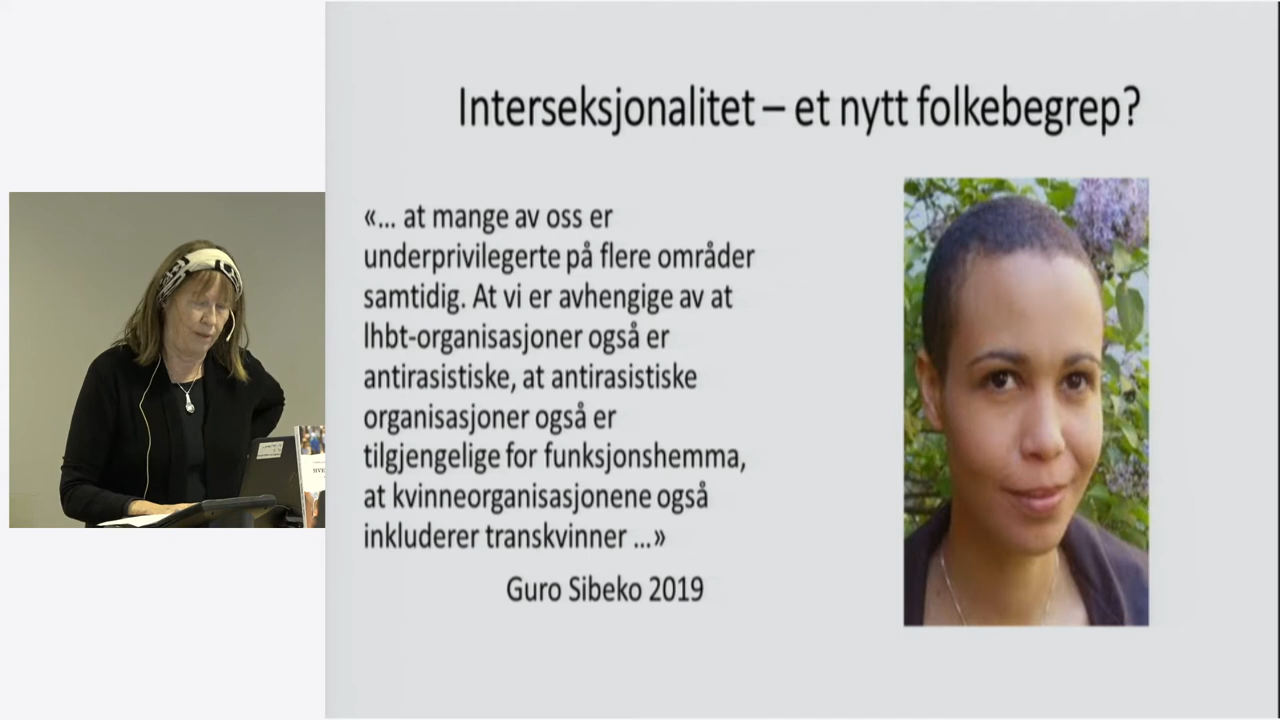 Interseksjonalitet – et nytt folkebegrep?
«... at mange av oss er
underprivilegerte på flere områder
samtidig. At vi er avhengige av at
lhbt-organisasjoner også er
antirasistiske, at antirasistiske
organisasjoner også er
tilgjengelige for funksjonshemma,
at kvinneorganisasjonene også
inkluderer transkvinner ...»
Guro Sibeko 2019